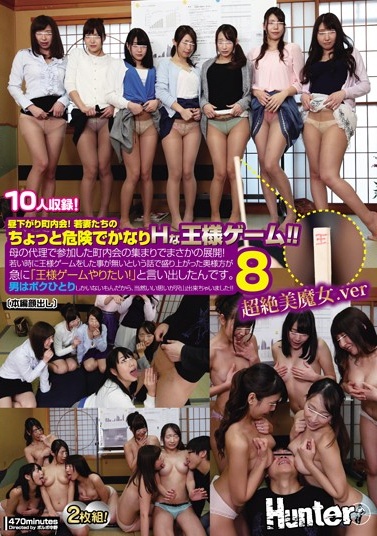 10人収録!
昼下がり町内会!若妻たちの
ちょっと危険でかなりHな王様ゲーム!!
8
母の代理で参加した町内会の集まりでまさかの展開!
若い時に王様ゲームをした事が無いという話で盛り上がった奥様方が
急に「王様ゲームやりたい!」と言い出したんです。
男はボクひとり
超絶美魔女.ver
【本編顔出し】
470minutes
Directed by
2枚組!
Hunter